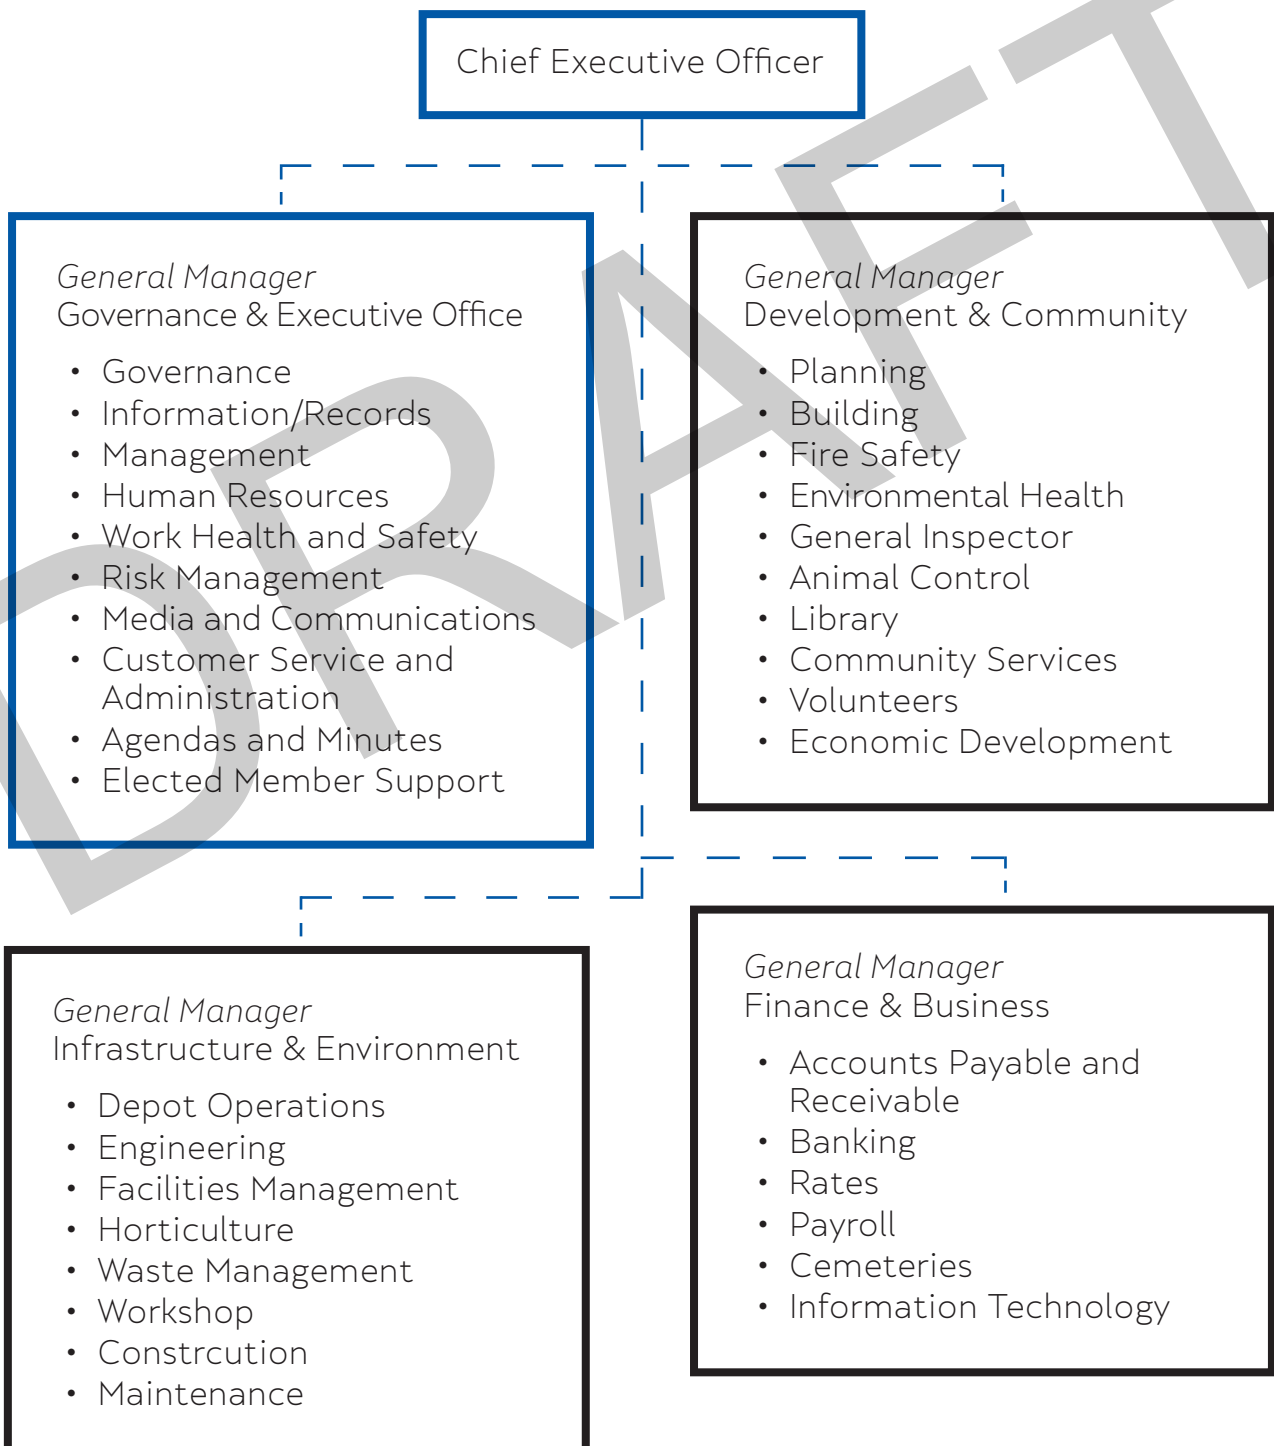 Chief Executive Officer
General Manager
Governance & Executive Office
• Governance
• Information/Records
• Management
• Human Resources
• Work Health and Safety
• Risk Management
• Media and Communications
• Customer Service and
Administration
• Agendas and Minutes
• Elected Member Support
General Manager
Development & Community
• Planning
• Building
• Fire Safety
• Environmental Health
• General Inspector
• Animal Control
• Library
• Community Services
• Volunteers
• Economic Development
General Manager
Infrastructure & Environment
• Depot Operations
• Engineering
• Facilities Management
• Horticulture
• Waste Management
• Workshop
• Constrcution
• Maintenance
General Manager
Finance & Business
• Accounts Payable and
Receivable
• Banking
• Rates
• Payroll
• Cemeteries
• Information Technology
DRAFT